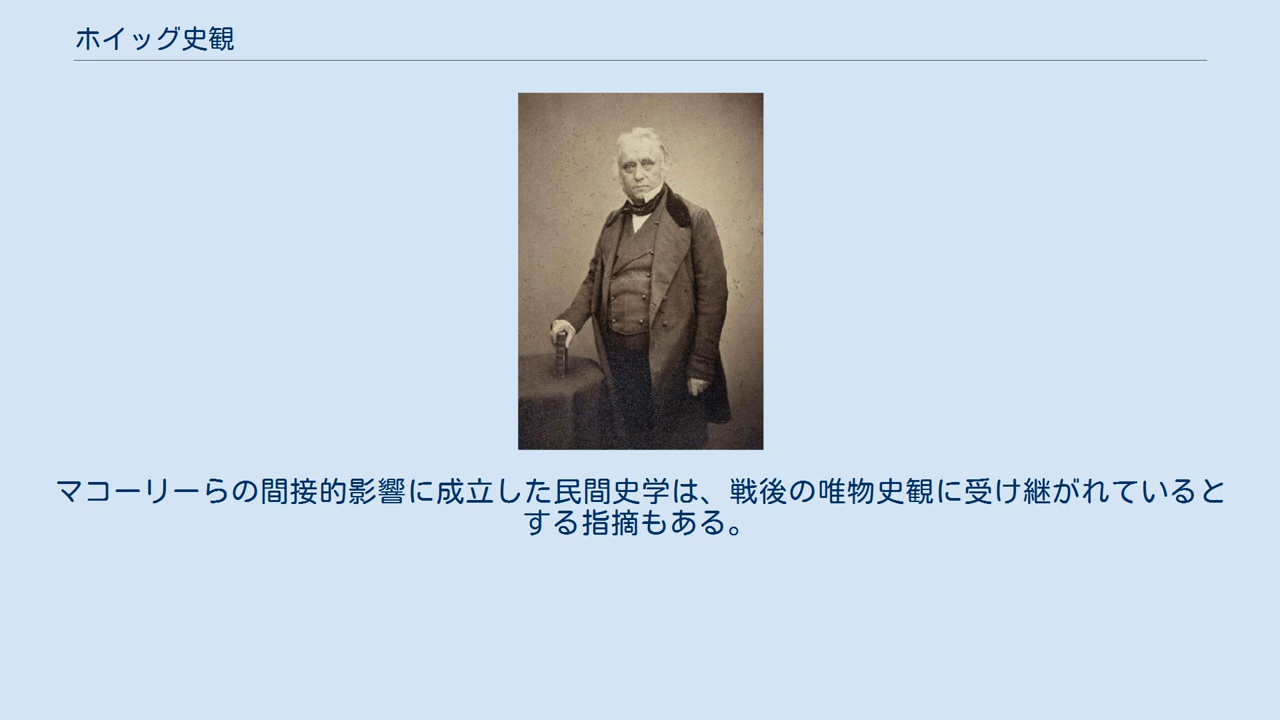 ホイッグ史観
マコーリーらの間接的影響に成立した民間史学は、戦後の唯物史観に受け継がれていると
する指摘もある。